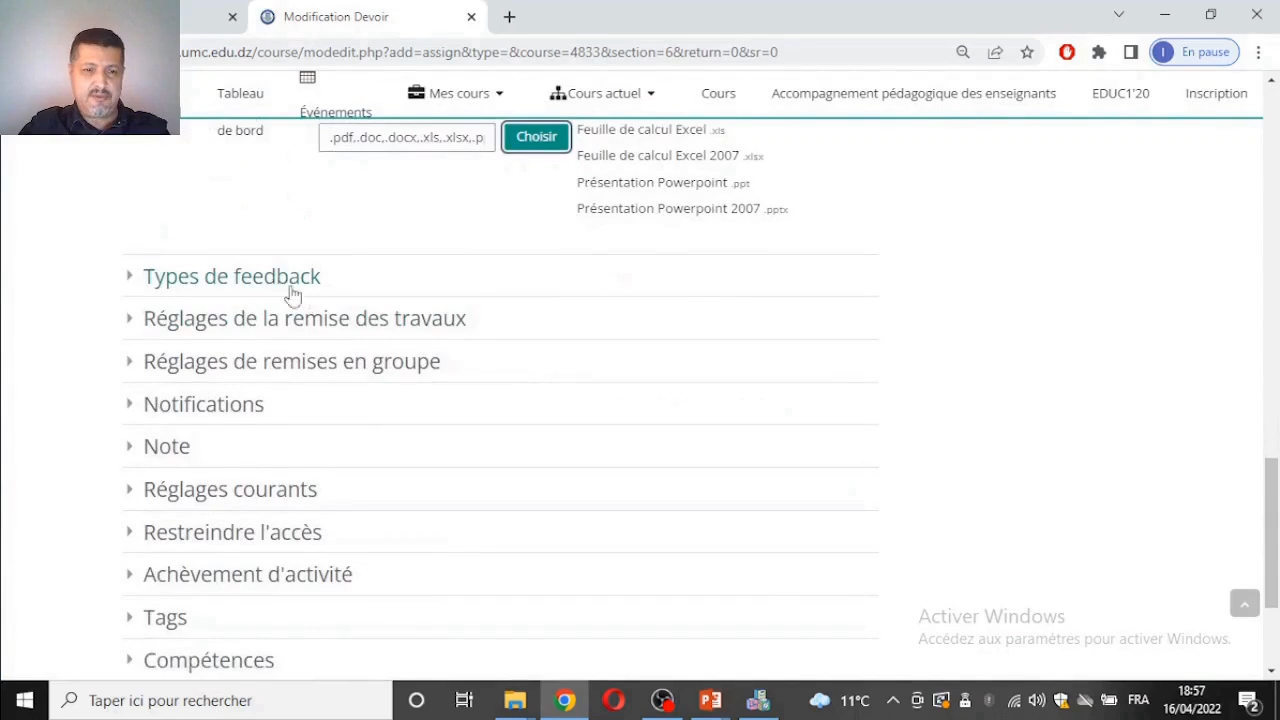 Modification Devoir
umc.edu.dz/course/modedit.php?add=assign&type=&course=4833&section=6&return=0&sr=0
I En pause
Tableau de bord
Événements
Mes cours
Cours actuel
Cours
Accompagnement pédagogique des enseignants
EDUC1'20
Inscription
.pdf,.doc,.docx,.xls,.xlsx,.p
Choisir
Feuille de calcul Excel .xls
Feuille de calcul Excel 2007 .xlsx
Présentation Powerpoint .ppt
Présentation Powerpoint 2007 .pptx
Types de feedback
Réglages de la remise des travaux
Réglages de remises en groupe
Notifications
Note
Réglages courants
Restreindre l'accès
Achèvement d'activité
Tags
Compétences
Activer Windows
Accédez aux paramètres pour activer Windows.
Taper ici pour rechercher
11°C
FRA
18:57
16/04/2022
2